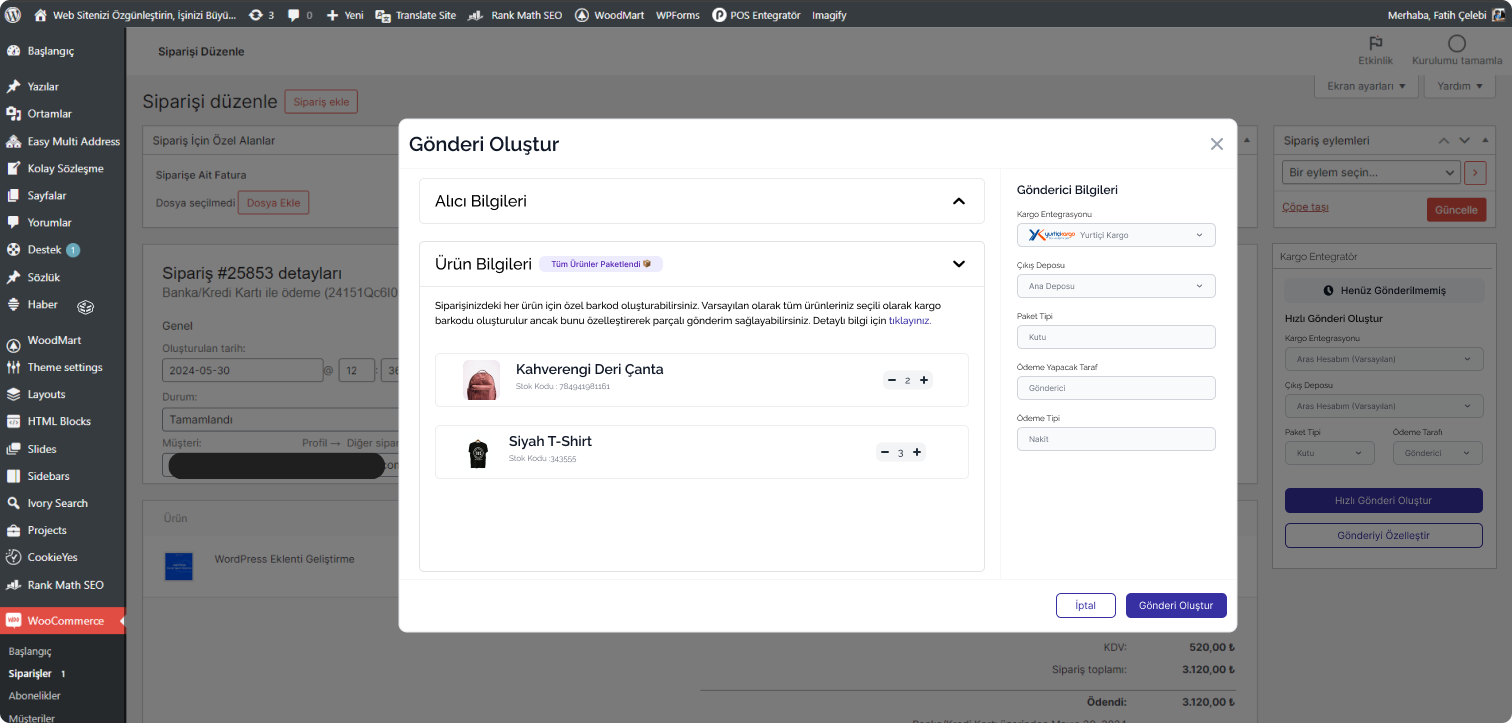 Web Sitenizi Özgünleştirin, İşinizi Büyü... 3 0 Yeni Translate Site Rank Math SEO WoodMart WPForms POS Entegratör Imagify Merhaba, Fatih Çelebi
Başlangıç
Yazılar
Ortamlar
Easy Multi Address
Kolay Sözleşme
Sayfalar
Yorumlar
Destek 1
Sözlük
Haber
WoodMart
Theme settings
Layouts
HTML Blocks
Slides
Sidebars
Ivory Search
Projects
CookieYes
Rank Math SEO
WooCommerce
Başlangıç
Siparişler 1
Abonelikler
Müşteriler
Siparişi Düzenle
Etkinlik
Kurulumu tamamla
Ekran ayarları
Yardım
Siparişi düzenle
Sipariş ekle
Sipariş İçin Özel Alanlar
Siparişe Ait Fatura
Dosya seçilmedi Dosya Ekle
Sipariş #25853 detayları
Banka/Kredi Kartı ile ödeme (24151Qc6I0
Genel
Oluşturulan tarih:
2024-05-30 @ 12 : 36
Durum:
Tamamlandı
Müşteri: Profil → Diğer sipar
Ürün
WordPress Eklenti Geliştirme
Gönderi Oluştur
Alıcı Bilgileri
Ürün Bilgileri Tüm Ürünler Paketlendi
Siparişinizdeki her ürün için özel barkod oluşturabilirsiniz. Varsayılan olarak tüm ürünleriniz seçili olarak kargo
barkodu oluşturulur ancak bunu özelleştirerek parçalı gönderim sağlayabilirsiniz. Detaylı bilgi için tıklayınız.
Kahverengi Deri Çanta
Stok Kodu : 784941981161
− 2 +
Siyah T-Shirt
Stok Kodu :343555
− 3 +
Gönderici Bilgileri
Kargo Entegrasyonu
yurtiçikargo Yurtiçi Kargo
Çıkış Deposu
Ana Deposu
Paket Tipi
Kutu
Ödeme Yapacak Taraf
Gönderici
Ödeme Tipi
Nakit
İptal
Gönderi Oluştur
KDV: 520,00 ₺
Sipariş toplamı: 3.120,00 ₺
Ödendi: 3.120,00 ₺
Sipariş eylemleri
Bir eylem seçin...
Çöpe taşı
Güncelle
Kargo Entegratör
Henüz Gönderilmemiş
Hızlı Gönderi Oluştur
Kargo Entegrasyonu
Aras Hesabım (Varsayılan)
Çıkış Deposu
Aras Hesabım (Varsayılan)
Paket Tipi Ödeme Tarafı
Kutu Gönderici
Hızlı Gönderi Oluştur
Gönderiyi Özelleştir